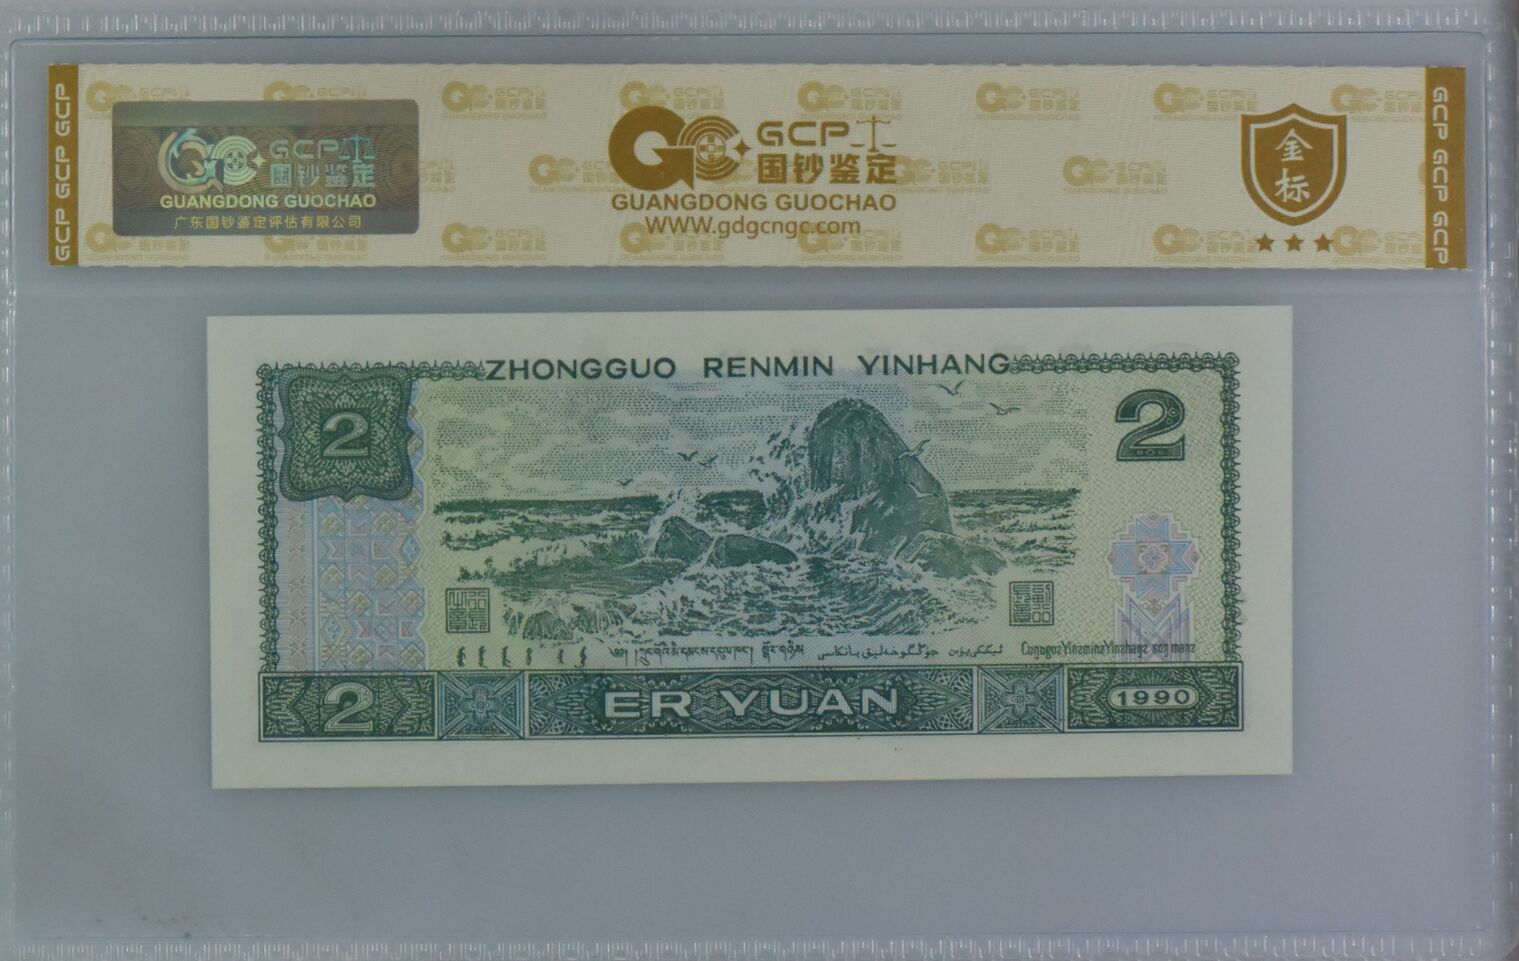 GCP GCP GCP
GCP
国钞鉴定
GUANGDONG GUOCHAO
广东国钞鉴定评估有限公司
GCP
国钞鉴定
GUANGDONG GUOCHAO
WWW.gdgcngc.com
金标
GCP GCP GCP
ZHONGGUO RENMIN YINHANG
2
2
2
ER YUAN
1990